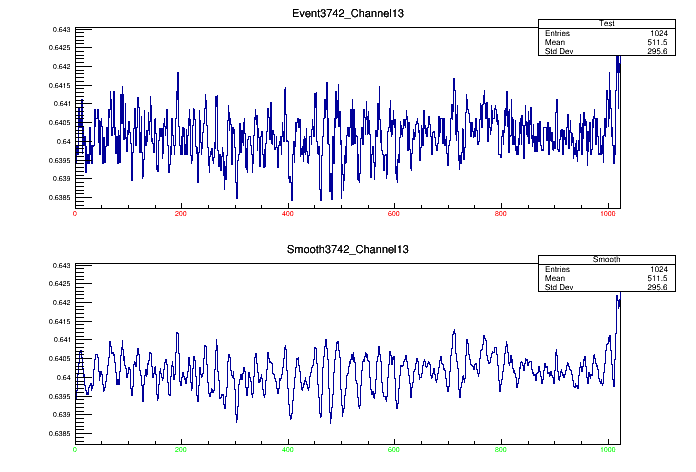 Event3742_Channel13
Test
Entries 1024
Mean 511.5
Std Dev 295.6
0.643
0.6425
0.642
0.6415
0.641
0.6405
0.64
0.6395
0.639
0.6385
0 200 400 600 800 1000
Smooth3742_Channel13
Smooth
Entries 1024
Mean 511.5
Std Dev 295.6
0.643
0.6425
0.642
0.6415
0.641
0.6405
0.64
0.6395
0.639
0.6385
0 200 400 600 800 1000